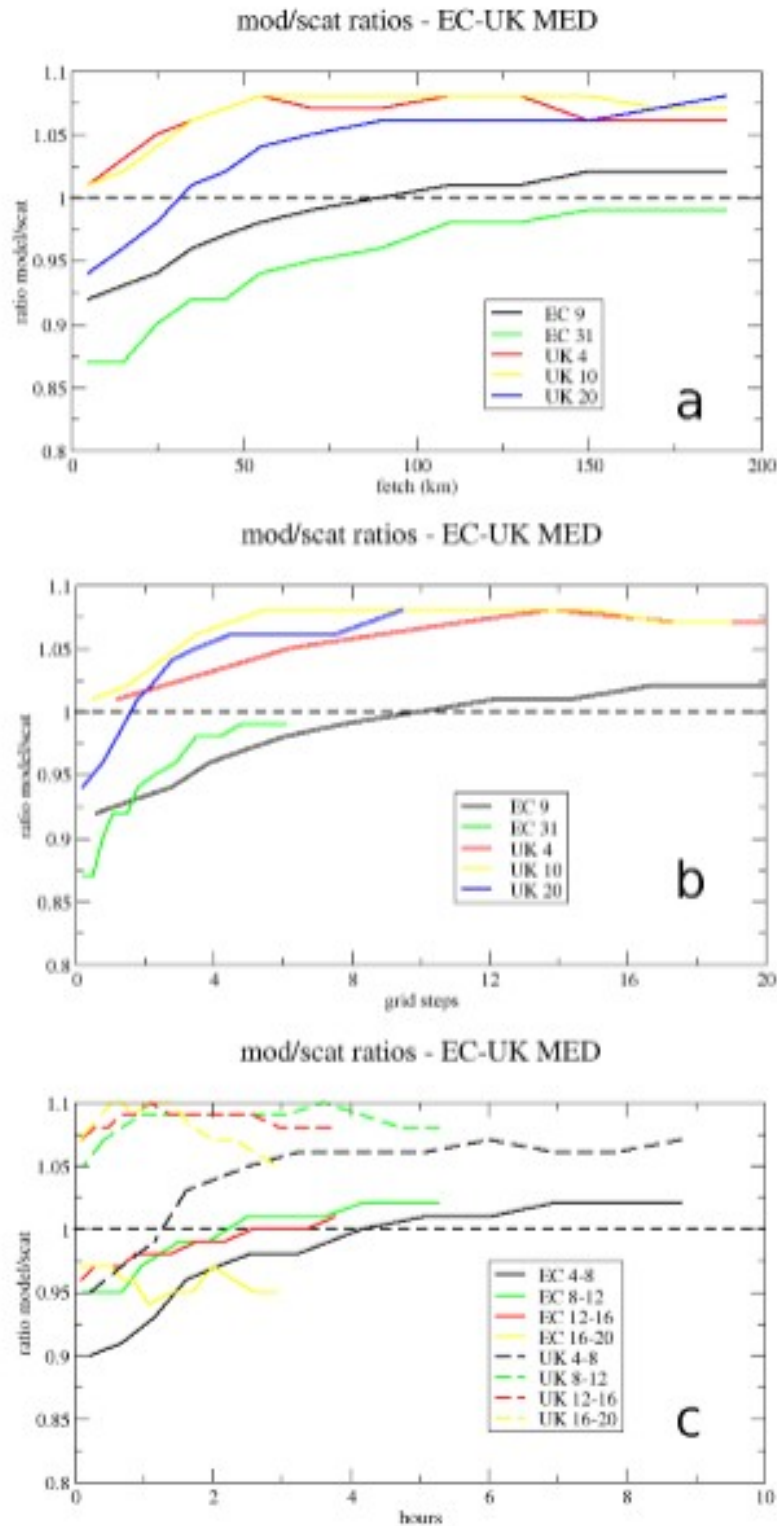 mod/scat ratios - EC-UK MED
1.1
1.05
1
0.95
0.9
0.85
0.8
ratio model/scat
EC 9
EC 31
UK 4
UK 10
UK 20
a
0 50 100 150 200
fetch (km)
mod/scat ratios - EC-UK MED
1.1
1.05
1
0.95
0.9
0.85
0.8
ratio model/scat
EC 9
EC 31
UK 4
UK 10
UK 20
b
0 4 8 12 16 20
grid steps
mod/scat ratios - EC-UK MED
1.1
1.05
1
0.95
0.9
0.85
0.8
ratio model/scat
EC 4-8
EC 8-12
EC 12-16
EC 16-20
UK 4-8
UK 8-12
UK 12-16
UK 16-20
c
0 2 4 6 8 10
hours